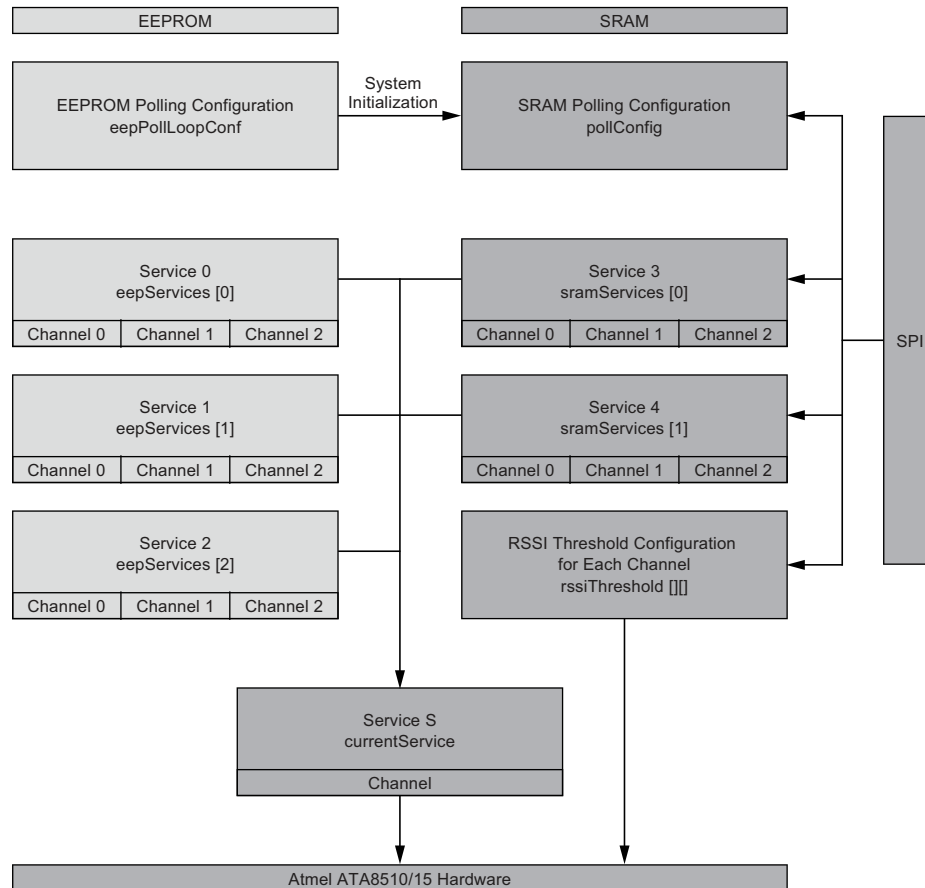 EEPROM
SRAM
EEPROM Polling Configuration
eepPollLoopConf
System
Initialization
SRAM Polling Configuration
pollConfig
Service 0
eepServices [0]
Channel 0 Channel 1 Channel 2
Service 3
sramServices [0]
Channel 0 Channel 1 Channel 2
SPI
Service 1
eepServices [1]
Channel 0 Channel 1 Channel 2
Service 4
sramServices [1]
Channel 0 Channel 1 Channel 2
Service 2
eepServices [2]
Channel 0 Channel 1 Channel 2
RSSI Threshold Configuration
for Each Channel
rssiThreshold [][]
Service S
currentService
Channel
Atmel ATA8510/15 Hardware